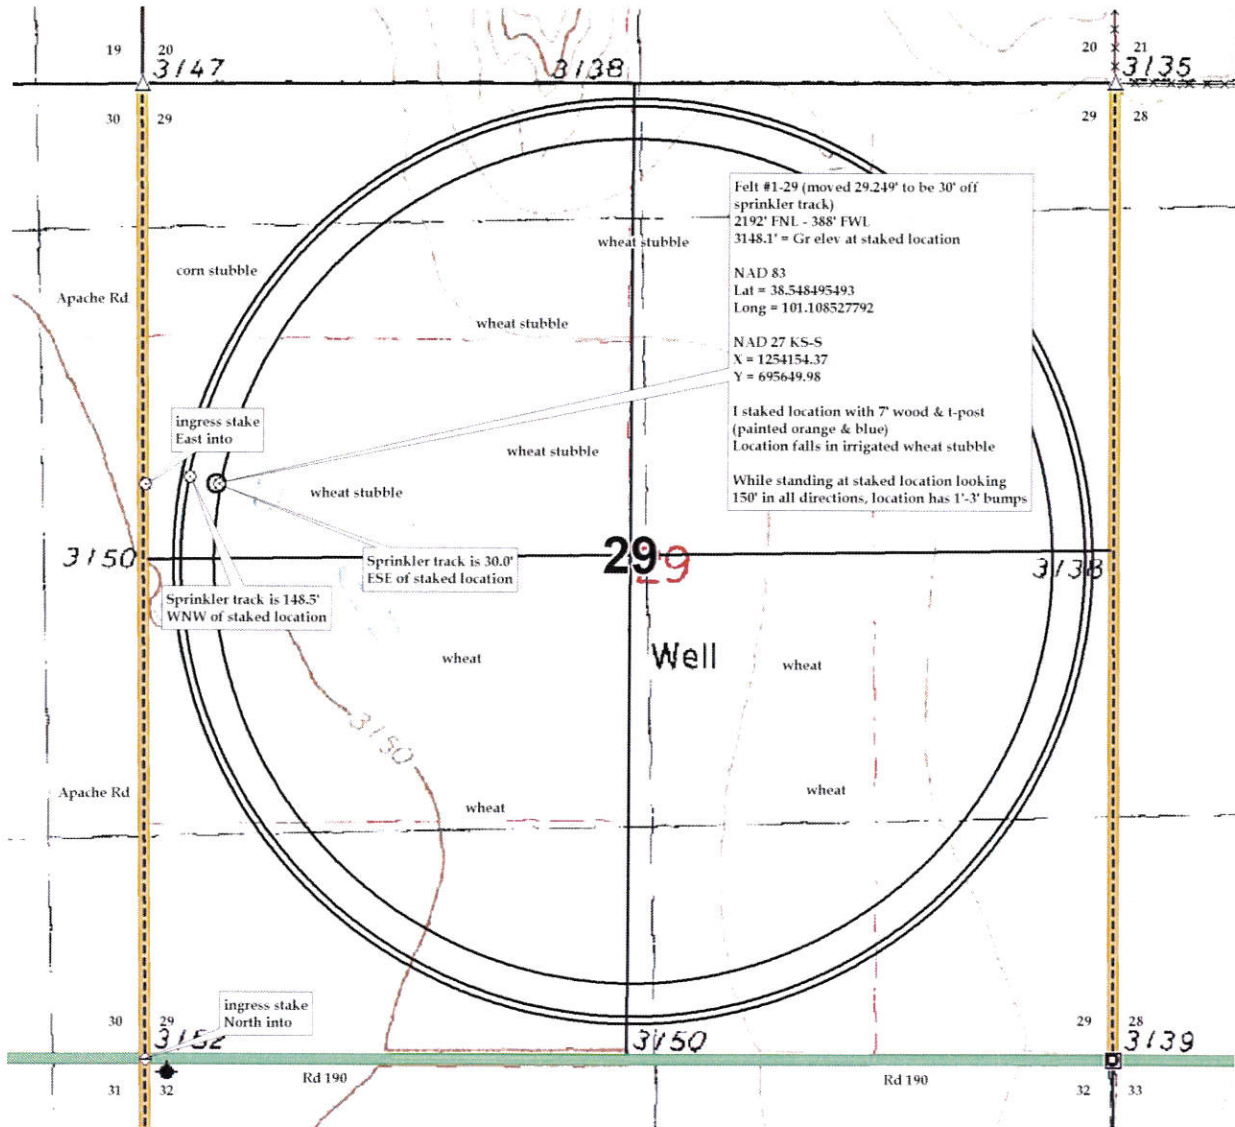 19 20
3147
3138
20 21
3135
30 29
29 28
Felt #1-29 (moved 29.249' to be 30' off
sprinkler track)
2192' FNL - 388' FWL
3148.1' = Gr elev at staked location
NAD 83
Lat = 38.548495493
Long = 101.108527792
NAD 27 KS-S
X = 1254154.37
Y = 695649.98
I staked location with 7' wood & t-post
(painted orange & blue)
Location falls in irrigated wheat stubble
While standing at staked location looking
150' in all directions, location has 1'-3' bumps
wheat stubble
corn stubble
Apache Rd
wheat stubble
ingress stake
East into
wheat stubble
wheat stubble
3150
Sprinkler track is 30.0'
ESE of staked location
29
29
3138
Sprinkler track is 148.5'
WNW of staked location
Well
wheat
wheat
3150
Apache Rd
wheat
wheat
ingress stake
North into
30 29
3152
3150
29 28
3139
Rd 190
Rd 190
31 32
32 33